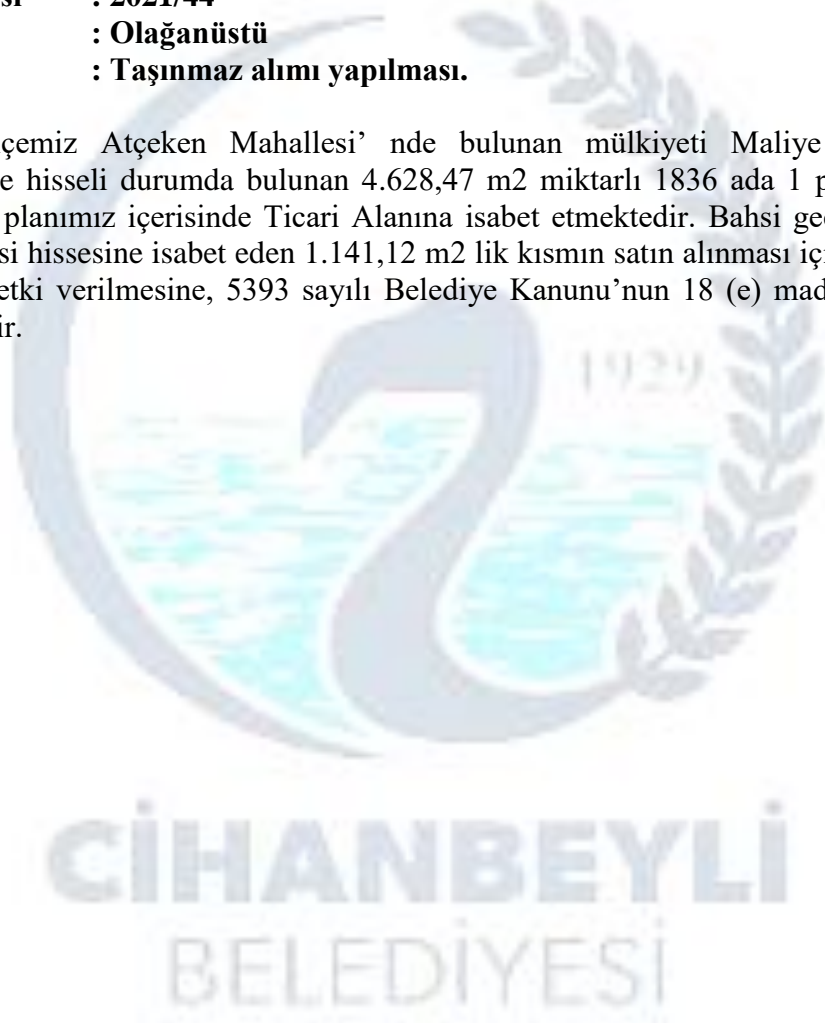 : 2021/44
: Olağanüstü
: Taşınmaz alımı yapılması.
çemiz Atçeken Mahallesi’ nde bulunan mülkiyeti Maliye
e hisseli durumda bulunan 4.628,47 m2 miktarlı 1836 ada 1 p
planımız içerisinde Ticari Alanına isabet etmektedir. Bahsi ge
si hissesine isabet eden 1.141,12 m2 lik kısmın satın alınması içi
etki verilmesine, 5393 sayılı Belediye Kanunu’nun 18 (e) mad
ir.
1929
CİHANBEYLİ
BELEDİYESİ